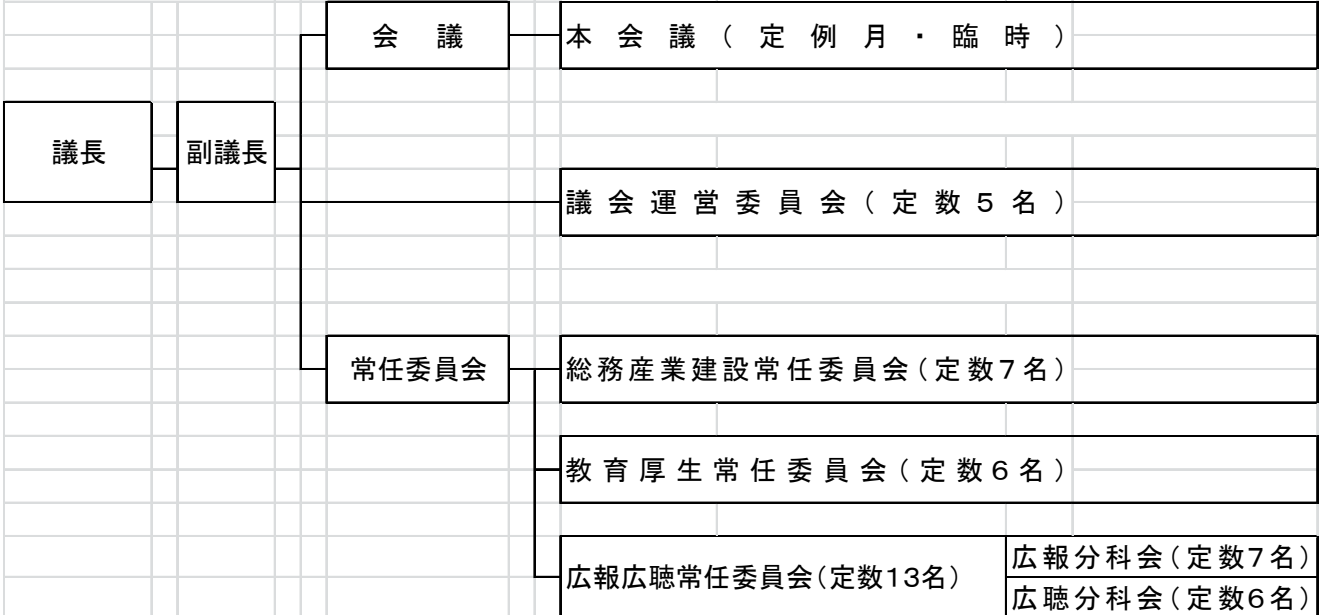 会　議
本会議（定例月・臨時）
議長
副議長
議会運営委員会（定数５名）
常任委員会
総務産業建設常任委員会（定数７名）
教育厚生常任委員会（定数６名）
広報広聴常任委員会（定数13名）
広報分科会（定数７名）
広聴分科会（定数６名）